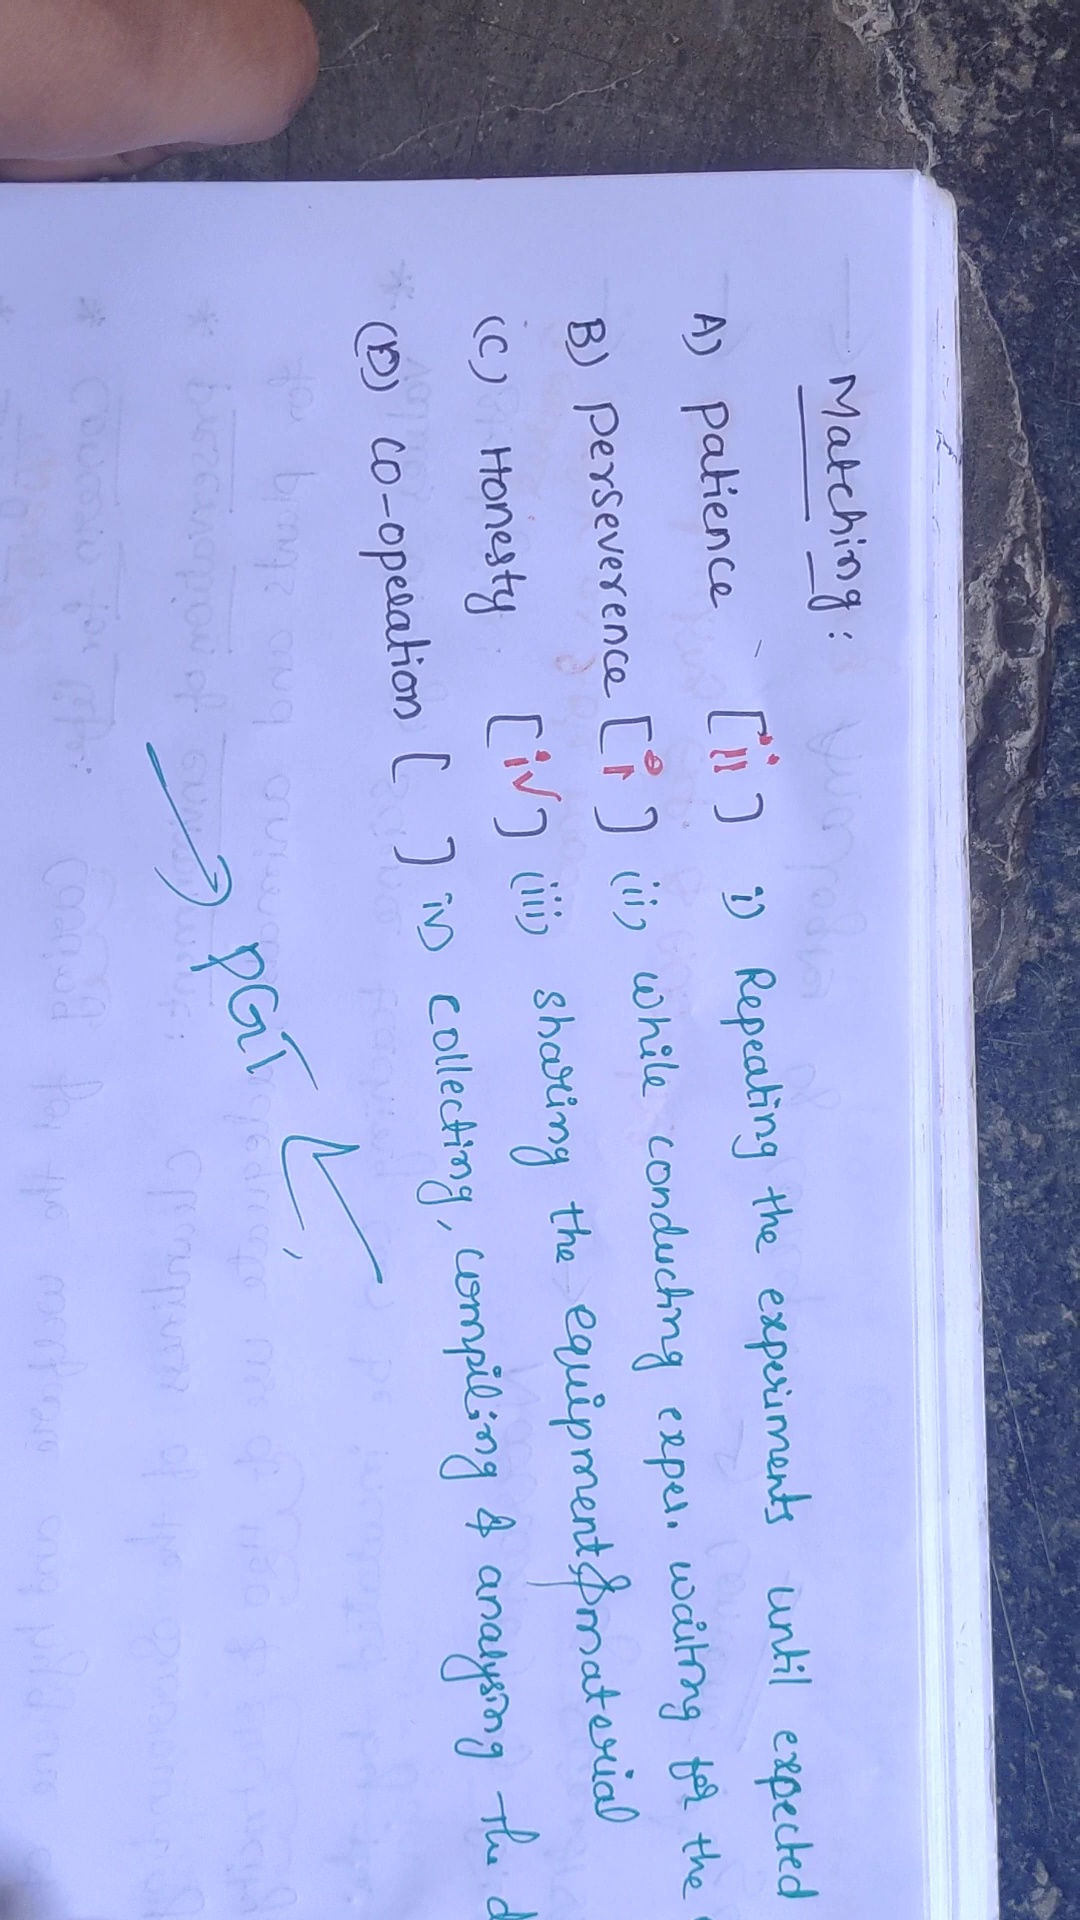 Matching:
A) patience [ii] i) Repeating the experiments until expected
B) perseverence [i] (ii) while conducting exper. waiting for the
(C) Honesty [iv] (iii) sharing the equipment & material
(D) co-operation [ ] iv) collecting, compiling & analysing the d
PGT